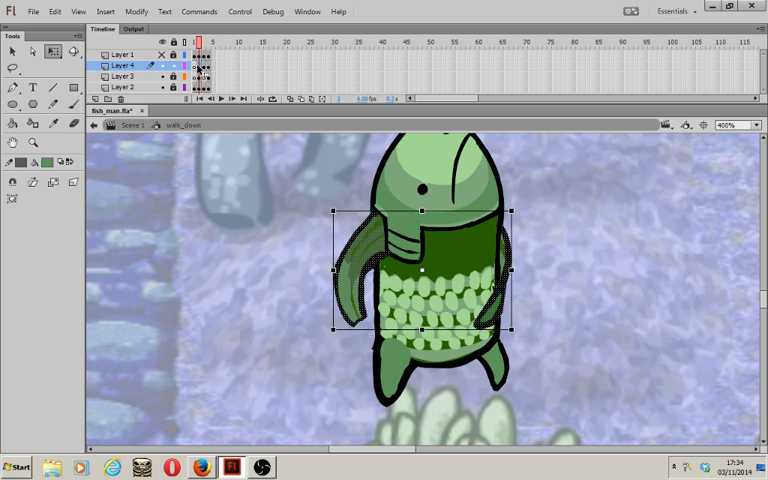 Fl File Edit View Insert Modify Text Commands Control Debug Window Help Essentials
Tools
Timeline Output
1 5 10 15 20 25 30 35 40 45 50 55 60 65 70 75 80 85 90 95 100 105 110 115
Layer 1
Layer 4
Layer 3
Layer 2
2 6.00 fps 0.2 s
fish_man.fla*
Scene 1 walk_down 400%
Start Fl
17:34
03/11/2014